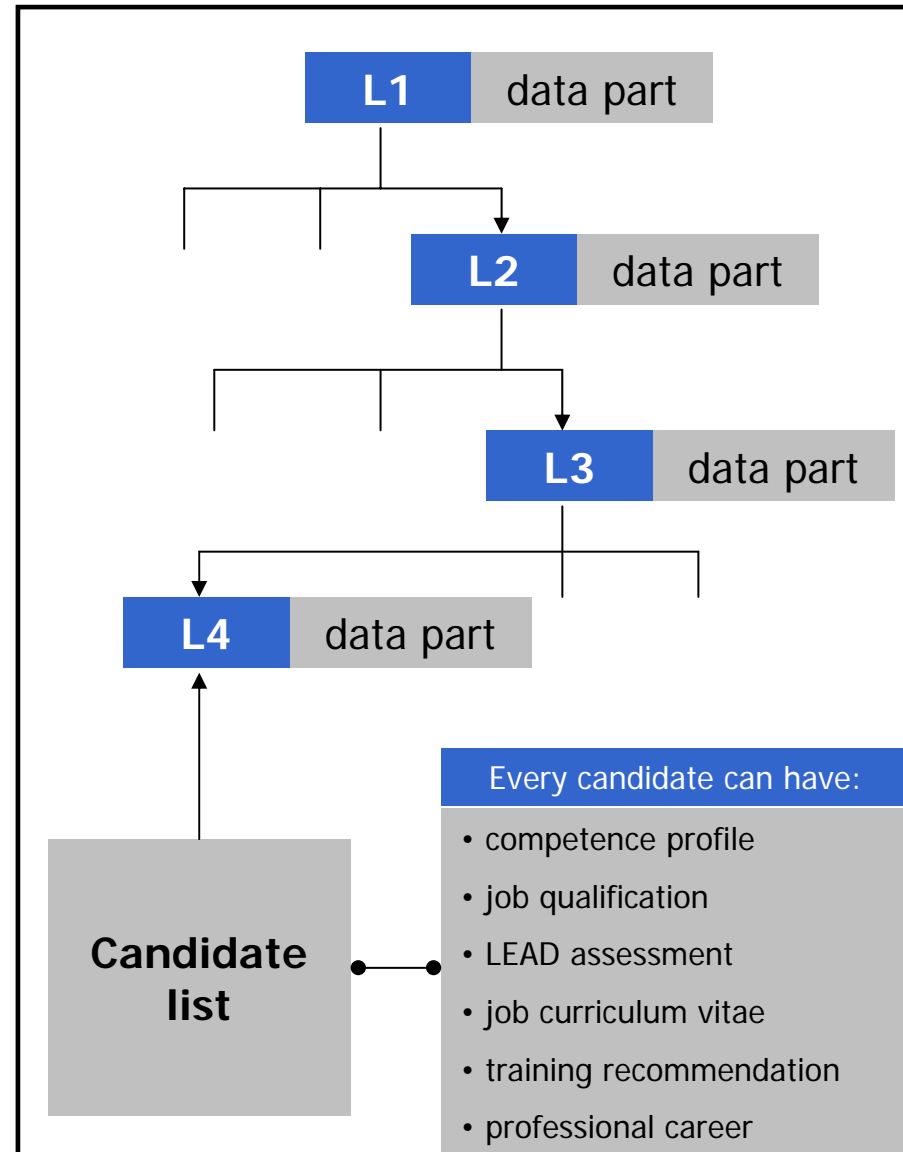 L1 data part
L2 data part
L3 data part
L4 data part
Every candidate can have:
• competence profile
• job qualification
• LEAD assessment
• job curriculum vitae
• training recommendation
• professional career
Candidate
list